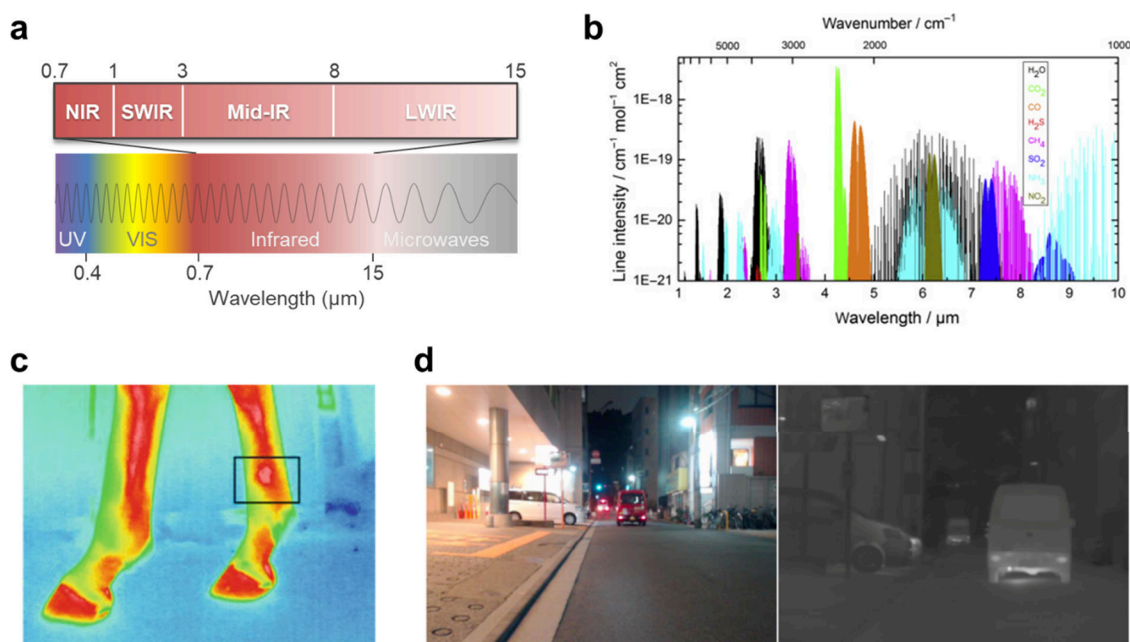 a
0.7 1 3 8 15
NIR SWIR Mid-IR LWIR
UV VIS Infrared Microwaves
0.4 0.7 15
Wavelength (µm)
b
Wavenumber / cm⁻¹
5000 3000 2000 1000
Line intensity / cm⁻¹ mol⁻¹ cm²
1E−18
1E−19
1E−20
1E−21
H₂O
CO₂
CO
H₂S
CH₄
SO₂
NH₃
NO₂
1 2 3 4 5 6 7 8 9 10
Wavelength / µm
c
d